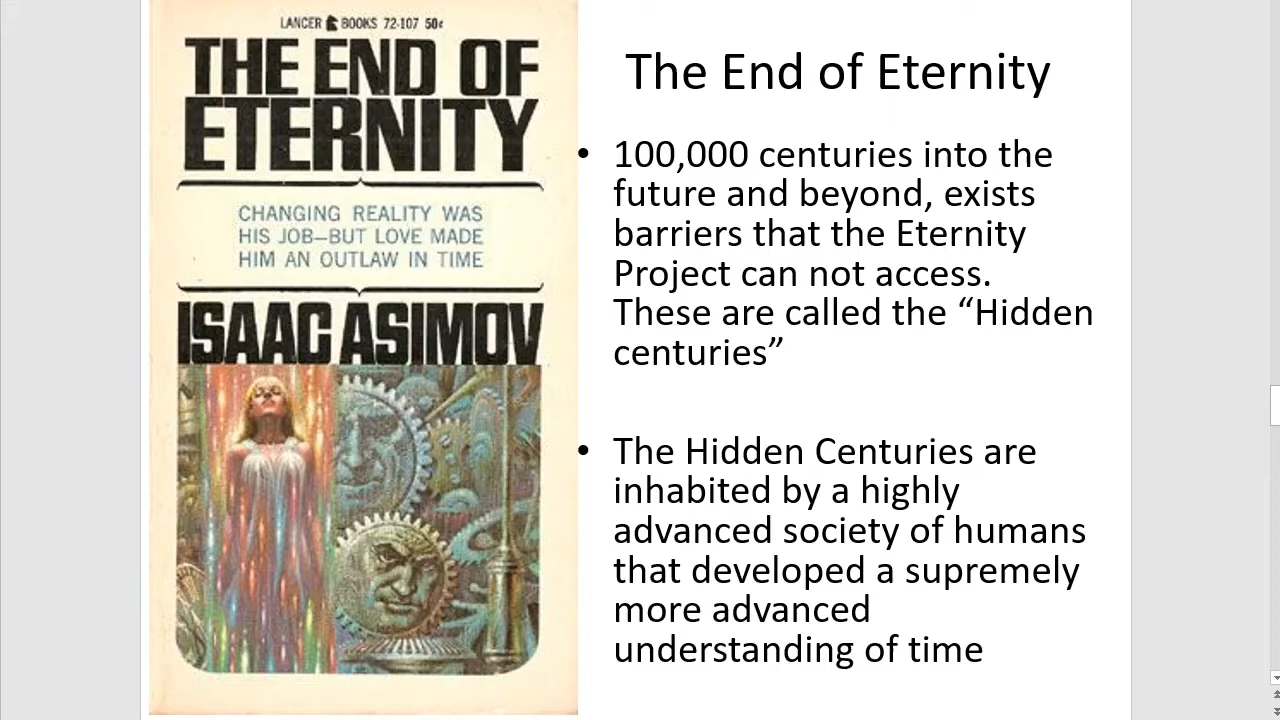 LANCER BOOKS 72-107 50¢
THE END OF
ETERNITY
CHANGING REALITY WAS
HIS JOB—BUT LOVE MADE
HIM AN OUTLAW IN TIME
ISAAC ASIMOV
The End of Eternity
• 100,000 centuries into the
future and beyond, exists
barriers that the Eternity
Project can not access.
These are called the “Hidden
centuries”
• The Hidden Centuries are
inhabited by a highly
advanced society of humans
that developed a supremely
more advanced
understanding of time